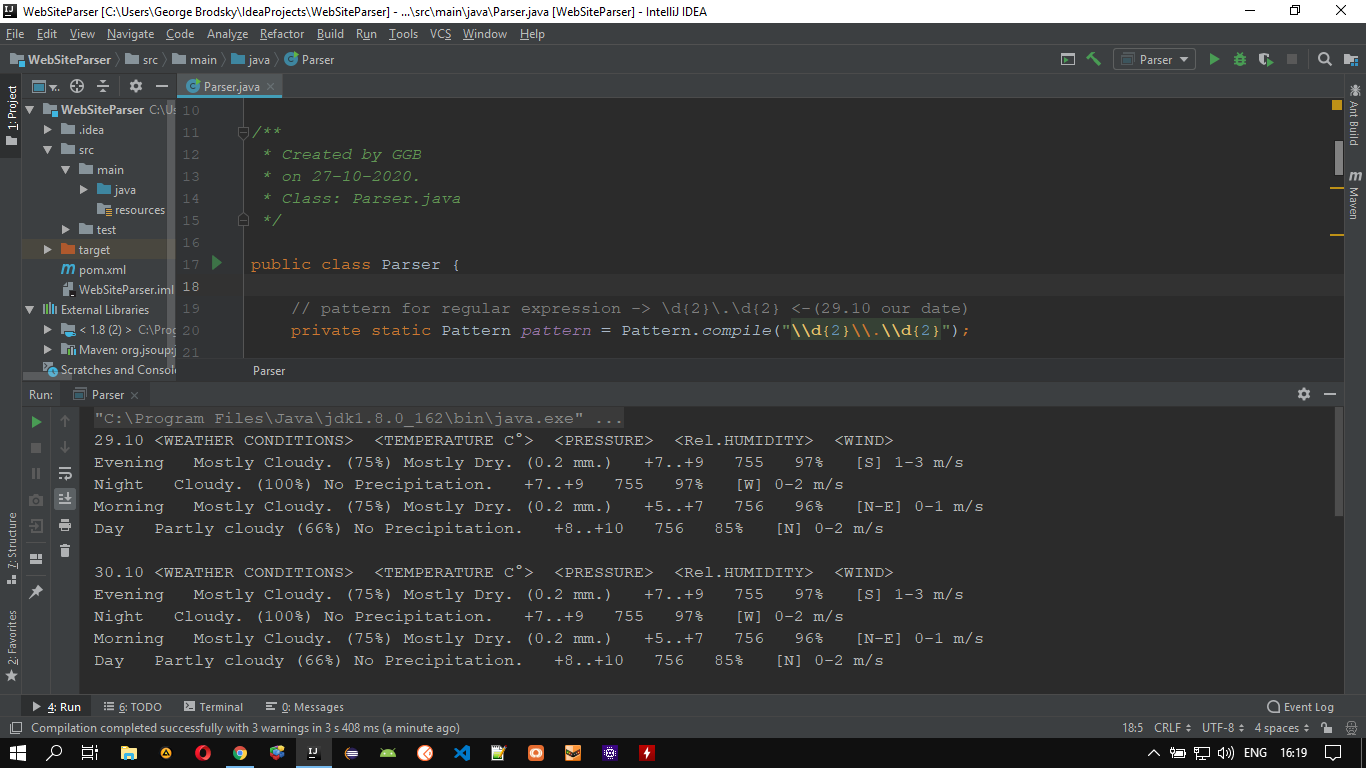 WebSiteParser [C:\Users\George Brodsky\IdeaProjects\WebSiteParser] - ...\src\main\java\Parser.java [WebSiteParser] - IntelliJ IDEA
File Edit View Navigate Code Analyze Refactor Build Run Tools VCS Window Help
WebSiteParser src main java Parser
Parser
1: Project
Parser.java
WebSiteParser C:\Us
.idea
src
main
java
resources
test
target
pom.xml
WebSiteParser.iml
External Libraries
< 1.8 (2) > C:\Prog
Maven: org.jsoup:j
Scratches and Consol
10
11 /**
12 * Created by GGB
13 * on 27-10-2020.
14 * Class: Parser.java
15 */
16
17 public class Parser {
18
19 // pattern for regular expression -> \d{2}\.\d{2} <-(29.10 our date)
20 private static Pattern pattern = Pattern.compile("\\d{2}\\.\\d{2}");
21
Parser
Ant Build
Maven
Run: Parser
"C:\Program Files\Java\jdk1.8.0_162\bin\java.exe" ...
29.10 <WEATHER CONDITIONS> <TEMPERATURE C°> <PRESSURE> <Rel.HUMIDITY> <WIND>
Evening Mostly Cloudy. (75%) Mostly Dry. (0.2 mm.) +7..+9 755 97% [S] 1-3 m/s
Night Cloudy. (100%) No Precipitation. +7..+9 755 97% [W] 0-2 m/s
Morning Mostly Cloudy. (75%) Mostly Dry. (0.2 mm.) +5..+7 756 96% [N-E] 0-1 m/s
Day Partly cloudy (66%) No Precipitation. +8..+10 756 85% [N] 0-2 m/s
30.10 <WEATHER CONDITIONS> <TEMPERATURE C°> <PRESSURE> <Rel.HUMIDITY> <WIND>
Evening Mostly Cloudy. (75%) Mostly Dry. (0.2 mm.) +7..+9 755 97% [S] 1-3 m/s
Night Cloudy. (100%) No Precipitation. +7..+9 755 97% [W] 0-2 m/s
Morning Mostly Cloudy. (75%) Mostly Dry. (0.2 mm.) +5..+7 756 96% [N-E] 0-1 m/s
Day Partly cloudy (66%) No Precipitation. +8..+10 756 85% [N] 0-2 m/s
7: Structure
2: Favorites
4: Run 6: TODO Terminal 0: Messages Event Log
Compilation completed successfully with 3 warnings in 3 s 408 ms (a minute ago) 18:5 CRLF UTF-8 4 spaces
ENG 16:19